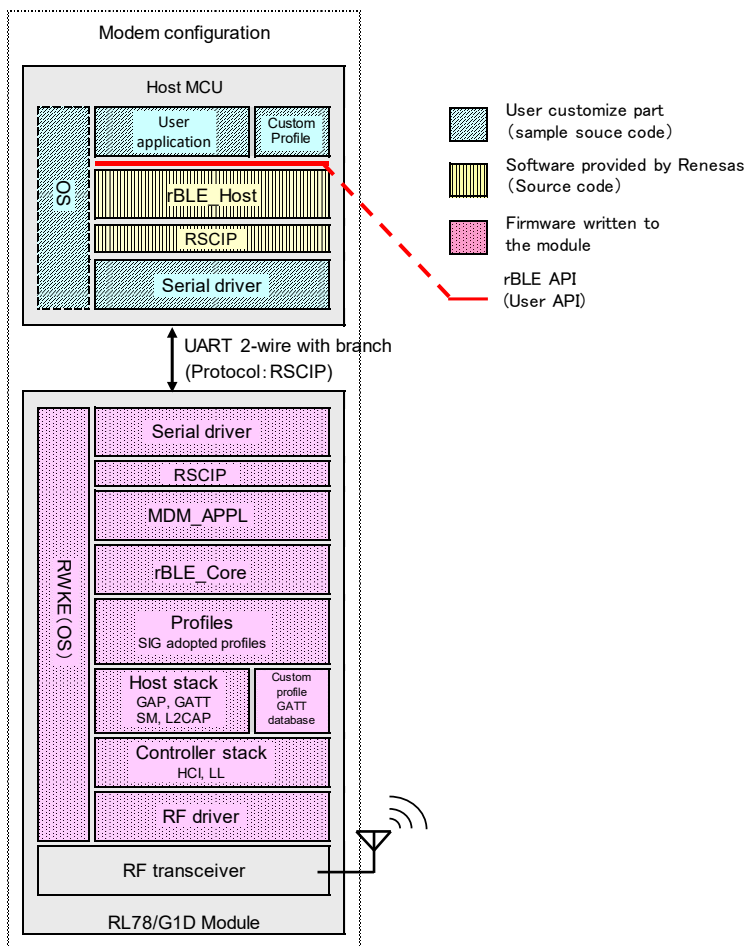 Modem configuration
Host MCU
OS
User
application
Custom
Profile
rBLE_Host
RSCIP
Serial driver
User customize part
(sample souce code)
Software provided by Renesas
(Source code)
Firmware written to
the module
rBLE API
(User API)
UART 2-wire with branch
(Protocol:RSCIP)
RWKE(OS)
Serial driver
RSCIP
MDM_APPL
rBLE_Core
Profiles
SIG adopted profiles
Host stack
GAP, GATT
SM, L2CAP
Custom
profile
GATT
database
Controller stack
HCI, LL
RF driver
RF transceiver
RL78/G1D Module